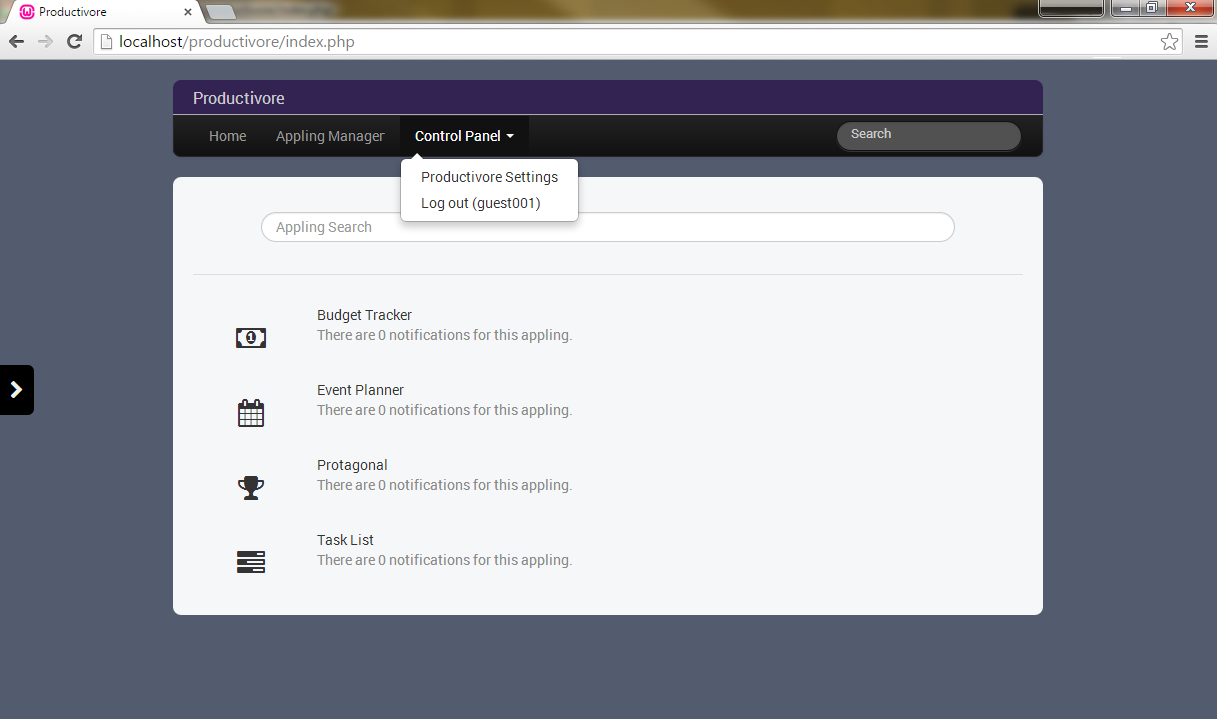 Productivore
localhost/productivore/index.php
Productivore
Home Appling Manager Control Panel Search
Productivore Settings
Log out (guest001)
Appling Search
Budget Tracker
There are 0 notifications for this appling.
Event Planner
There are 0 notifications for this appling.
Protagonal
There are 0 notifications for this appling.
Task List
There are 0 notifications for this appling.